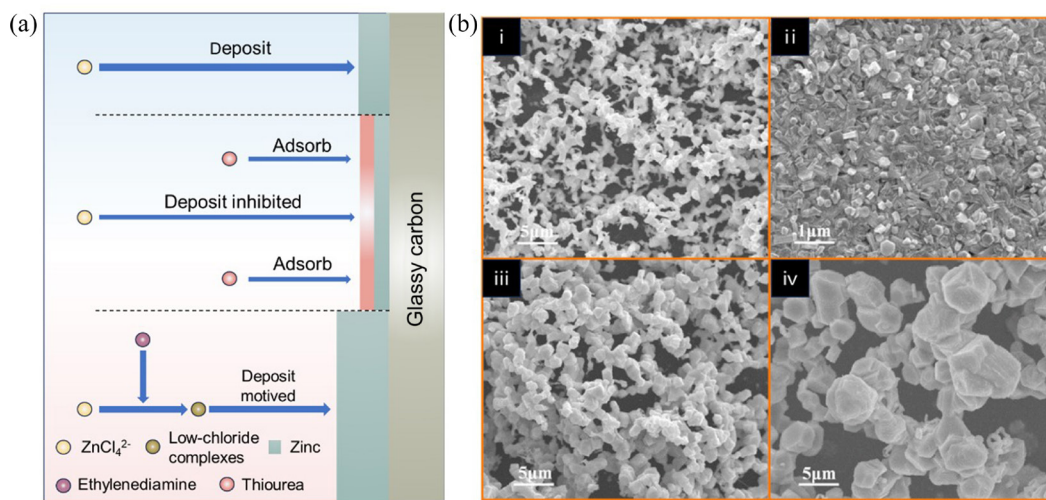 (a)
Deposit
Adsorb
Deposit inhibited
Adsorb
Deposit
motived
Glassy carbon
ZnCl₄²⁻
Low-chloride
complexes
Zinc
Ethylenediamine
Thiourea
(b)
i
5μm
ii
1μm
iii
5μm
iv
5μm